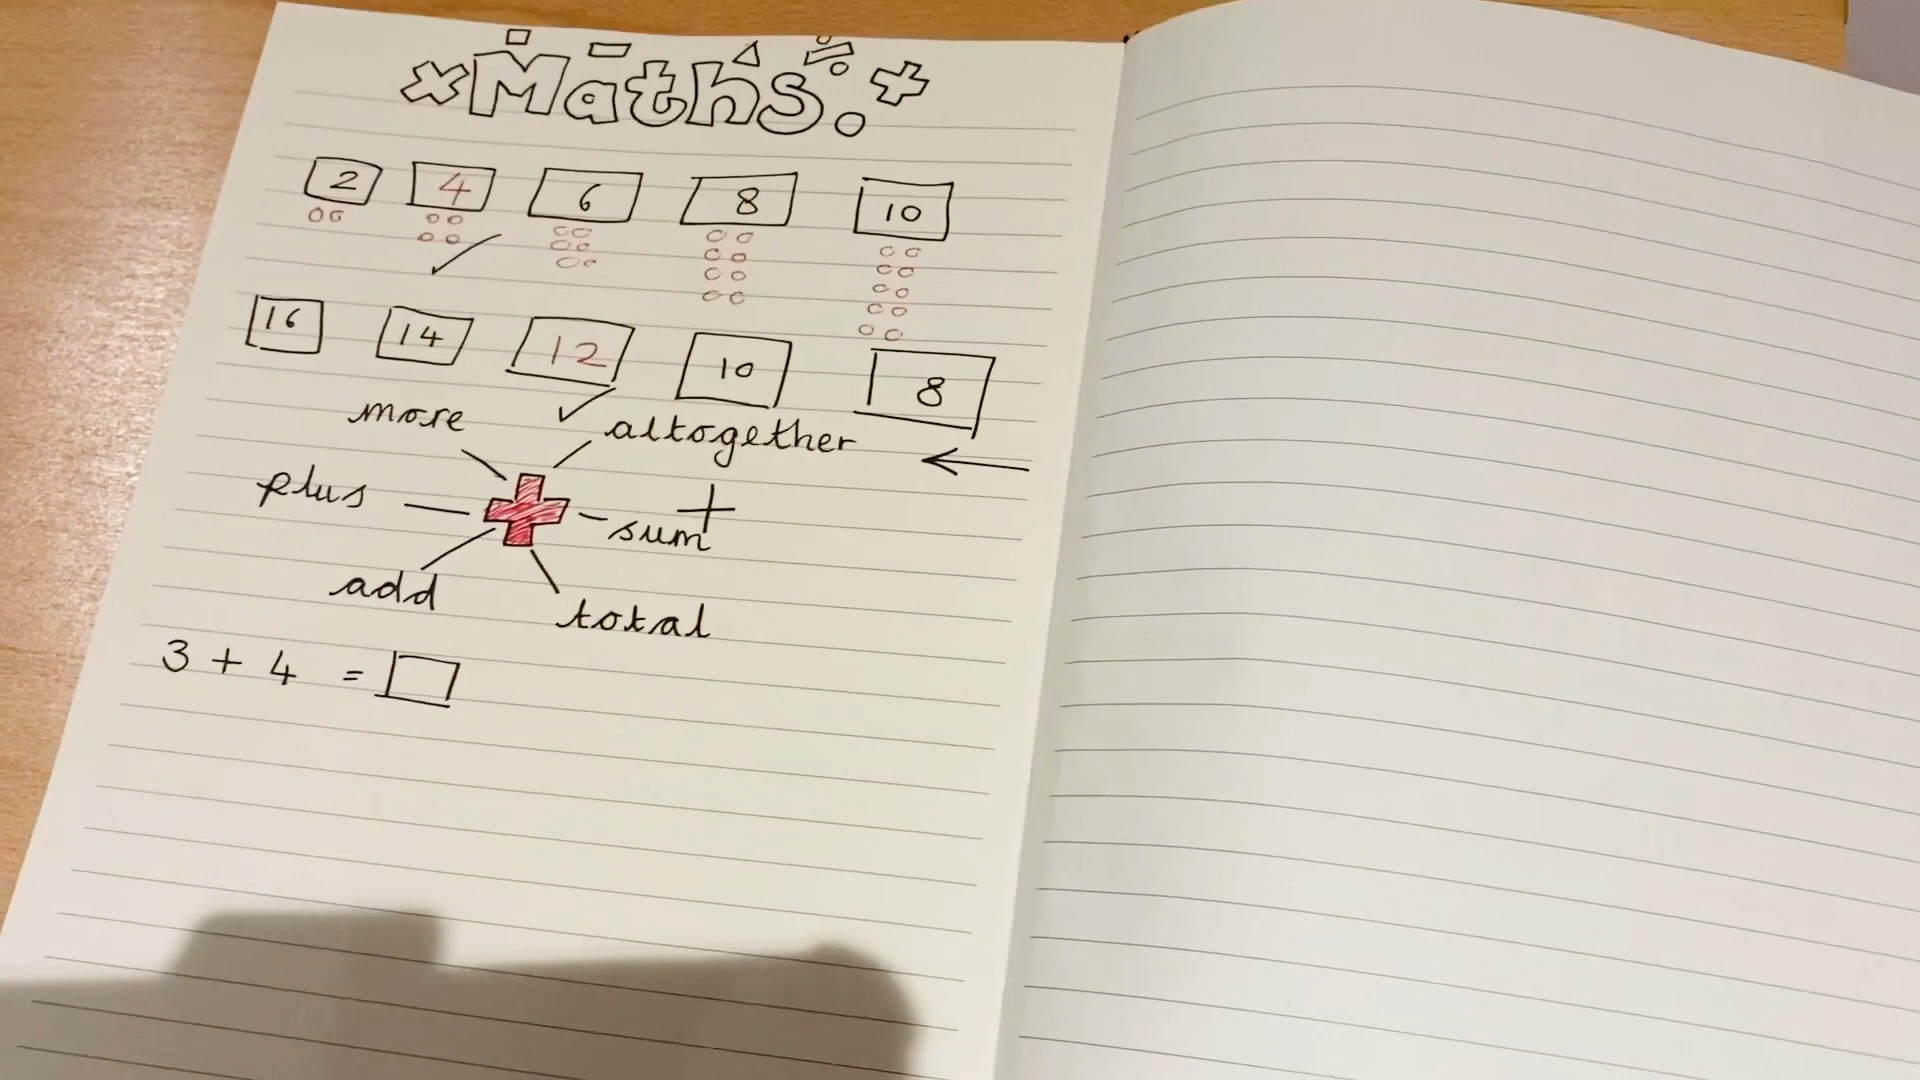 × Maths. ÷ +
2 4 6 8 10
16 14 12 10 8
more altogether
plus sum +
add total
3 + 4 =